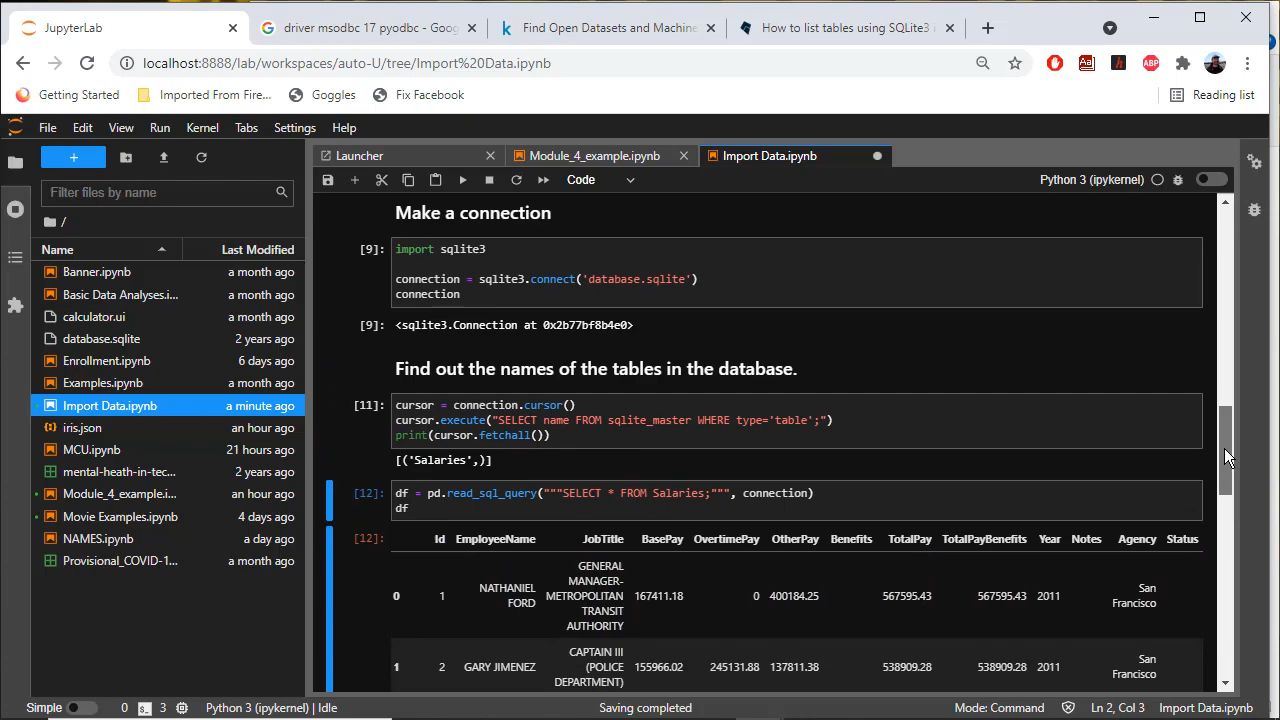 JupyterLab
driver msodbc 17 pyodbc - Goog
Find Open Datasets and Machine
How to list tables using SQLite3 i
localhost:8888/lab/workspaces/auto-U/tree/Import%20Data.ipynb
Getting Started
Imported From Fire...
Goggles
Fix Facebook
Reading list
File Edit View Run Kernel Tabs Settings Help
Launcher
Module_4_example.ipynb
Import Data.ipynb
Filter files by name
Code
Python 3 (ipykernel)
/
Name Last Modified
Banner.ipynb a month ago
Basic Data Analyses.i... a month ago
calculator.ui a month ago
database.sqlite 2 years ago
Enrollment.ipynb 6 days ago
Examples.ipynb a month ago
Import Data.ipynb a minute ago
iris.json an hour ago
MCU.ipynb 21 hours ago
mental-heath-in-tec... 2 years ago
Module_4_example.i... an hour ago
Movie Examples.ipynb 4 days ago
NAMES.ipynb a day ago
Provisional_COVID-1... a month ago
Make a connection
[9]: import sqlite3
connection = sqlite3.connect('database.sqlite')
connection
[9]: <sqlite3.Connection at 0x2b77bf8b4e0>
Find out the names of the tables in the database.
[11]: cursor = connection.cursor()
cursor.execute("SELECT name FROM sqlite_master WHERE type='table';")
print(cursor.fetchall())
[('Salaries',)]
[12]: df = pd.read_sql_query("""SELECT * FROM Salaries;""", connection)
df
[12]: Id EmployeeName JobTitle BasePay OvertimePay OtherPay Benefits TotalPay TotalPayBenefits Year Notes Agency Status
0 1 NATHANIEL FORD GENERAL MANAGER-METROPOLITAN TRANSIT AUTHORITY 167411.18 0 400184.25 567595.43 567595.43 2011 San Francisco
1 2 GARY JIMENEZ CAPTAIN III (POLICE DEPARTMENT) 155966.02 245131.88 137811.38 538909.28 538909.28 2011 San Francisco
Simple 0 3 Python 3 (ipykernel) | Idle Saving completed Mode: Command Ln 2, Col 3 Import Data.ipynb